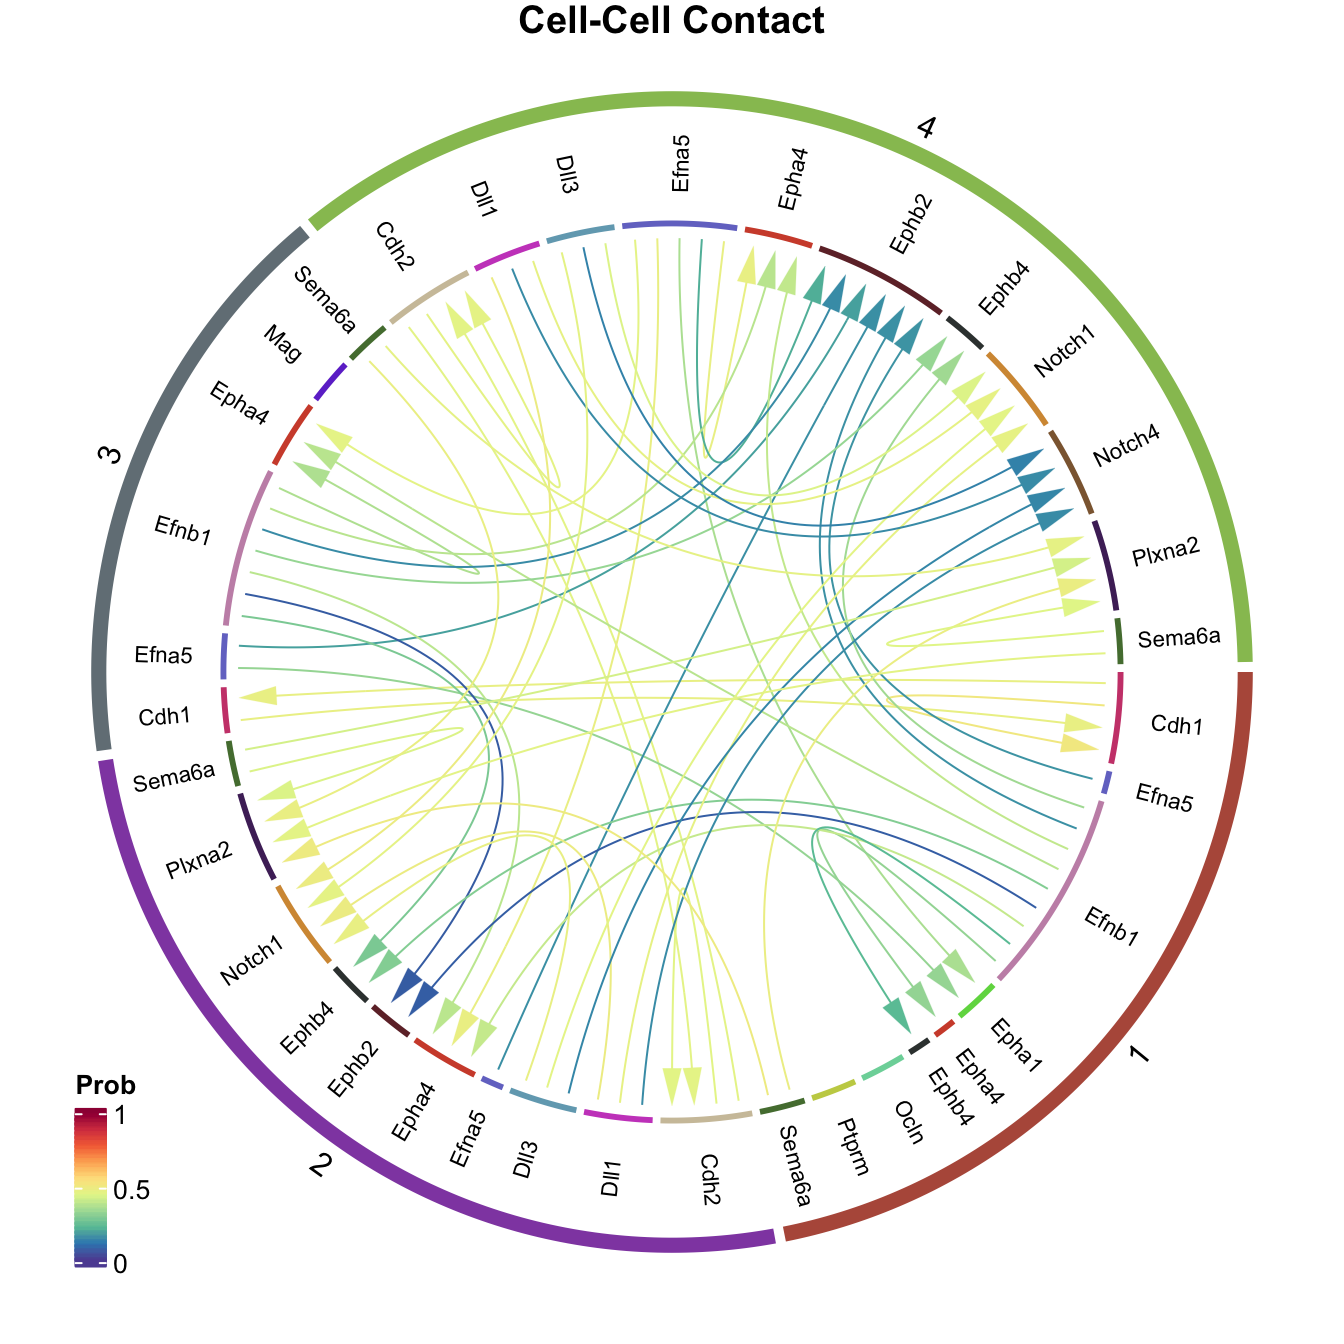 Cell-Cell Contact
4
Efna5
Epha4
Ephb2
Ephb4
Notch1
Notch4
Plxna2
Sema6a
1
Cdh1
Efna5
Efnb1
Epha1
Epha4
Ephb4
Ocln
Ptprm
Sema6a
2
Cdh2
Dll1
Dll3
Efna5
Epha4
Ephb2
Ephb4
Notch1
Plxna2
Sema6a
3
Cdh1
Efna5
Efnb1
Epha4
Mag
Sema6a
Cdh2
Dll1
Dll3
Prob
1
0.5
0